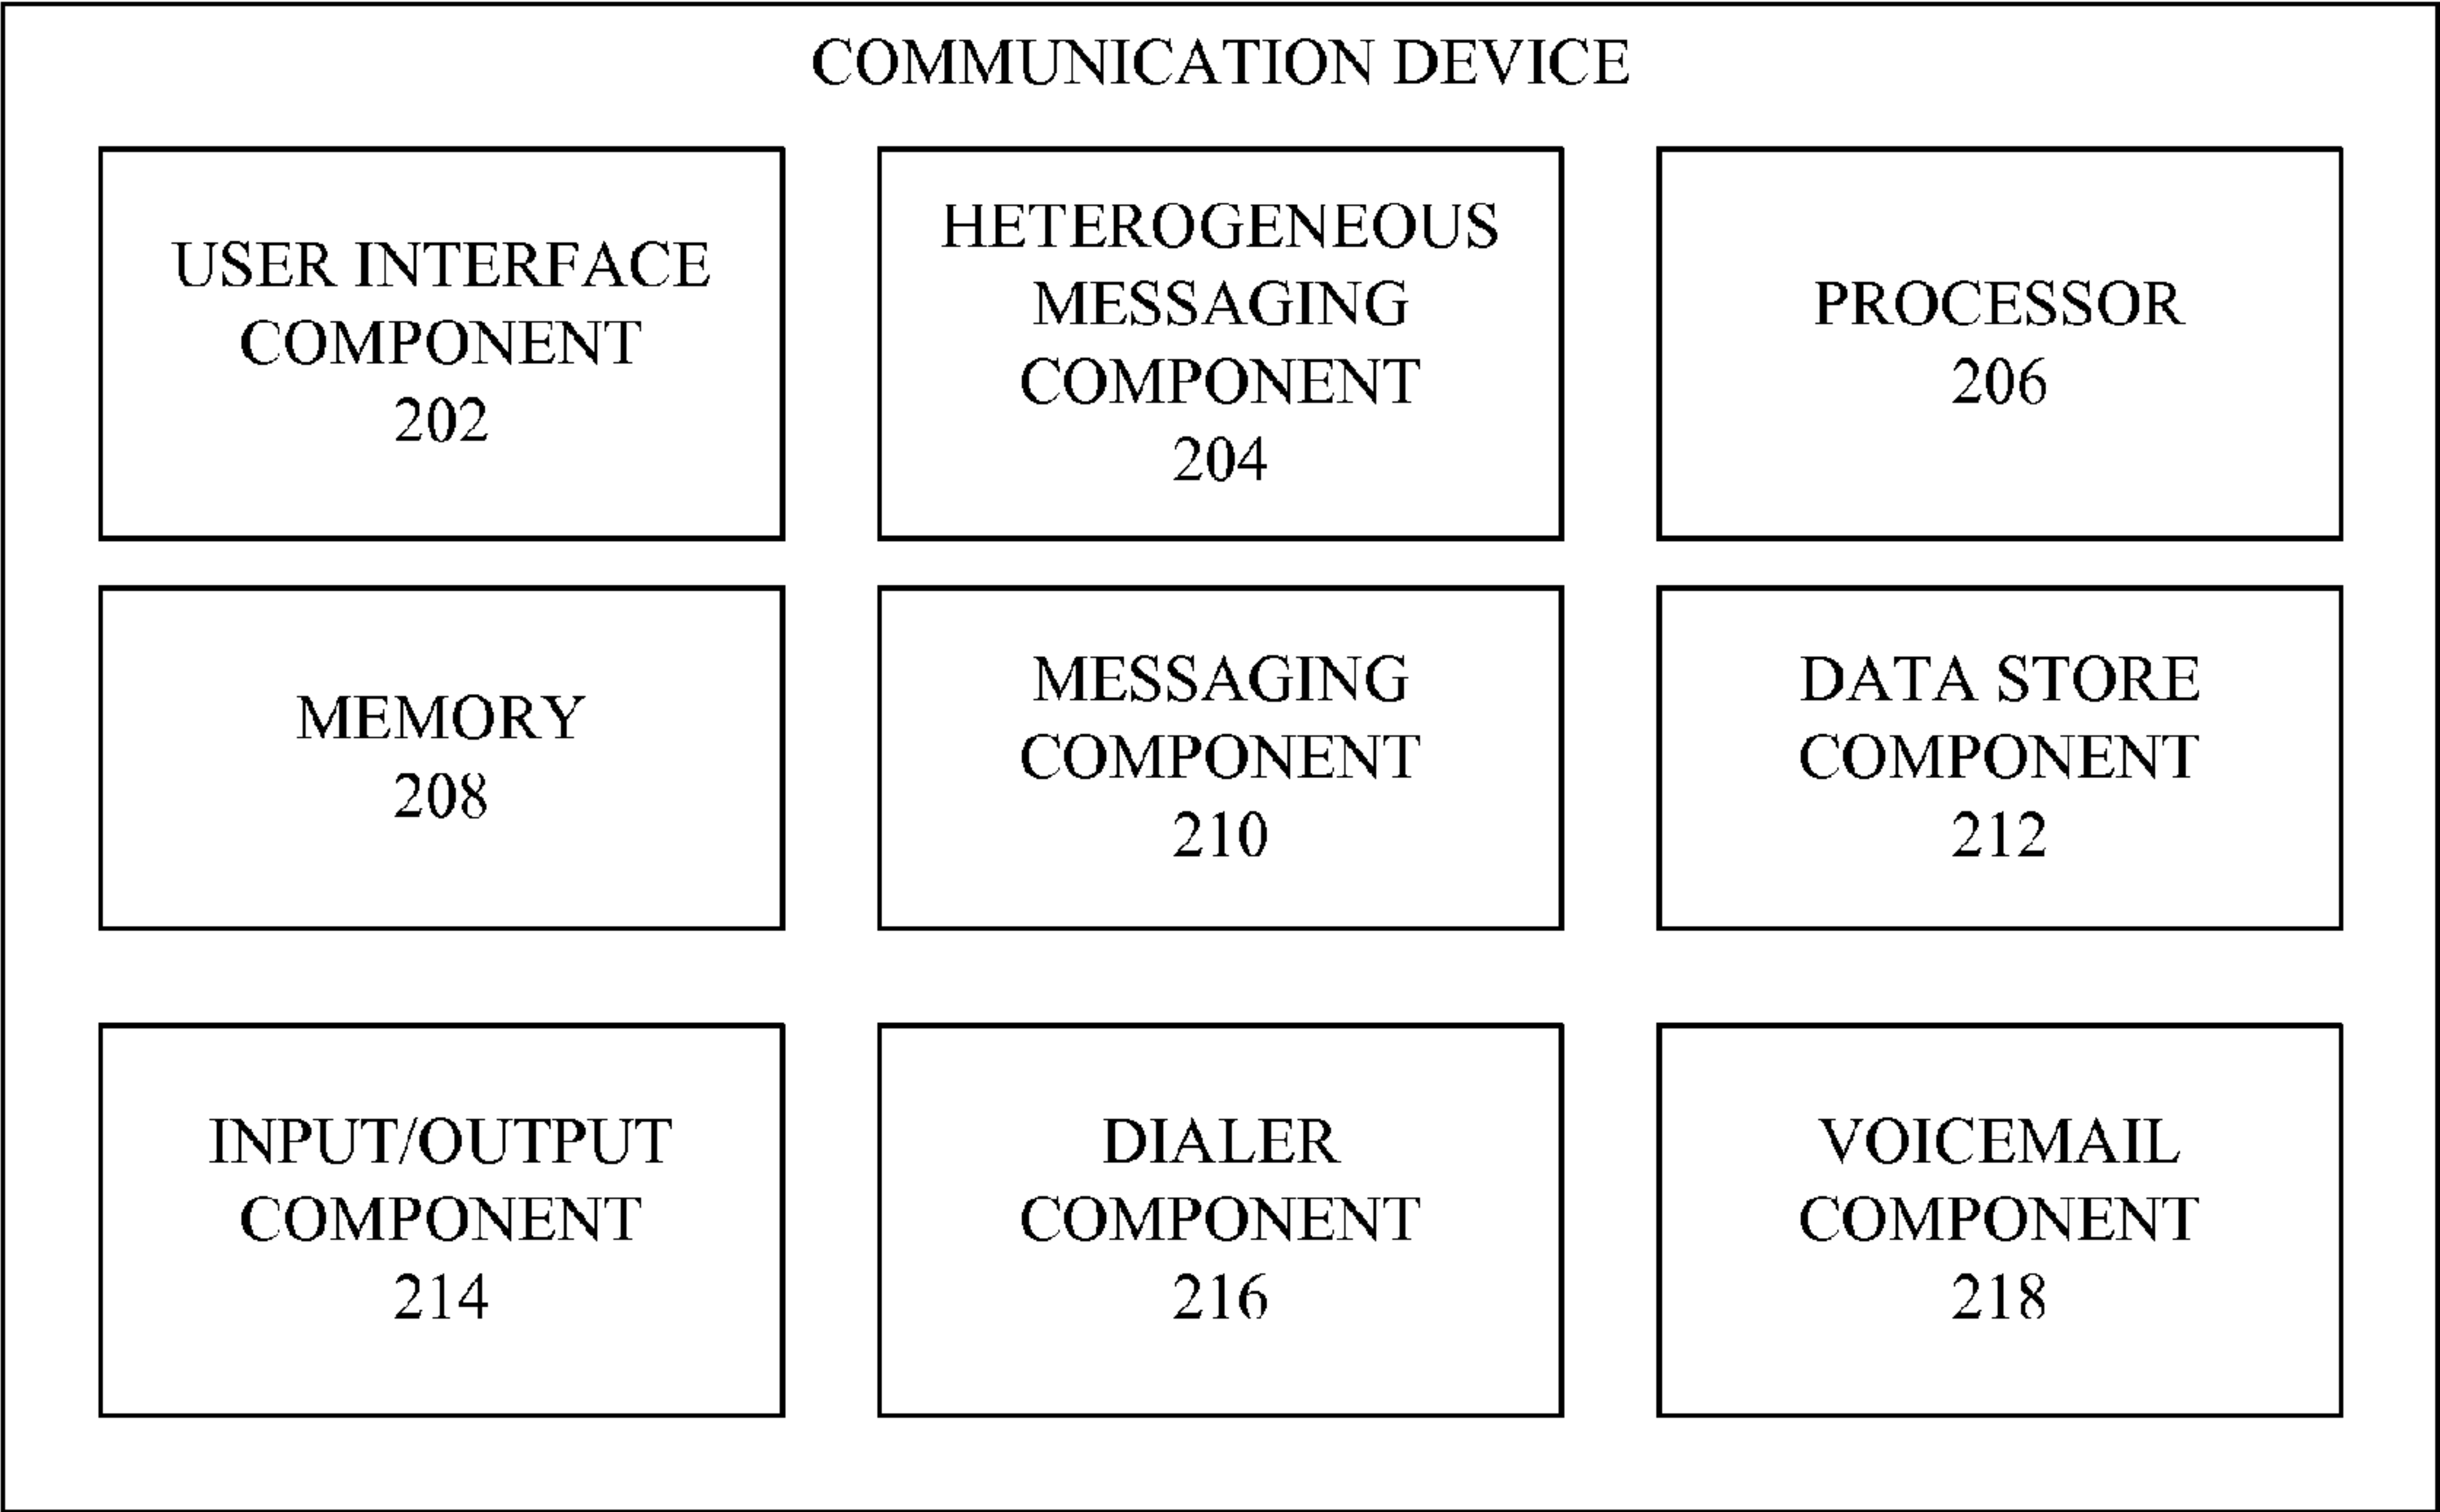 COMMUNICATION DEVICE
USER INTERFACE
COMPONENT
202
HETEROGENEOUS
MESSAGING
COMPONENT
204
PROCESSOR
206
MEMORY
208
MESSAGING
COMPONENT
210
DATA STORE
COMPONENT
212
INPUT/OUTPUT
COMPONENT
214
DIALER
COMPONENT
216
VOICEMAIL
COMPONENT
218